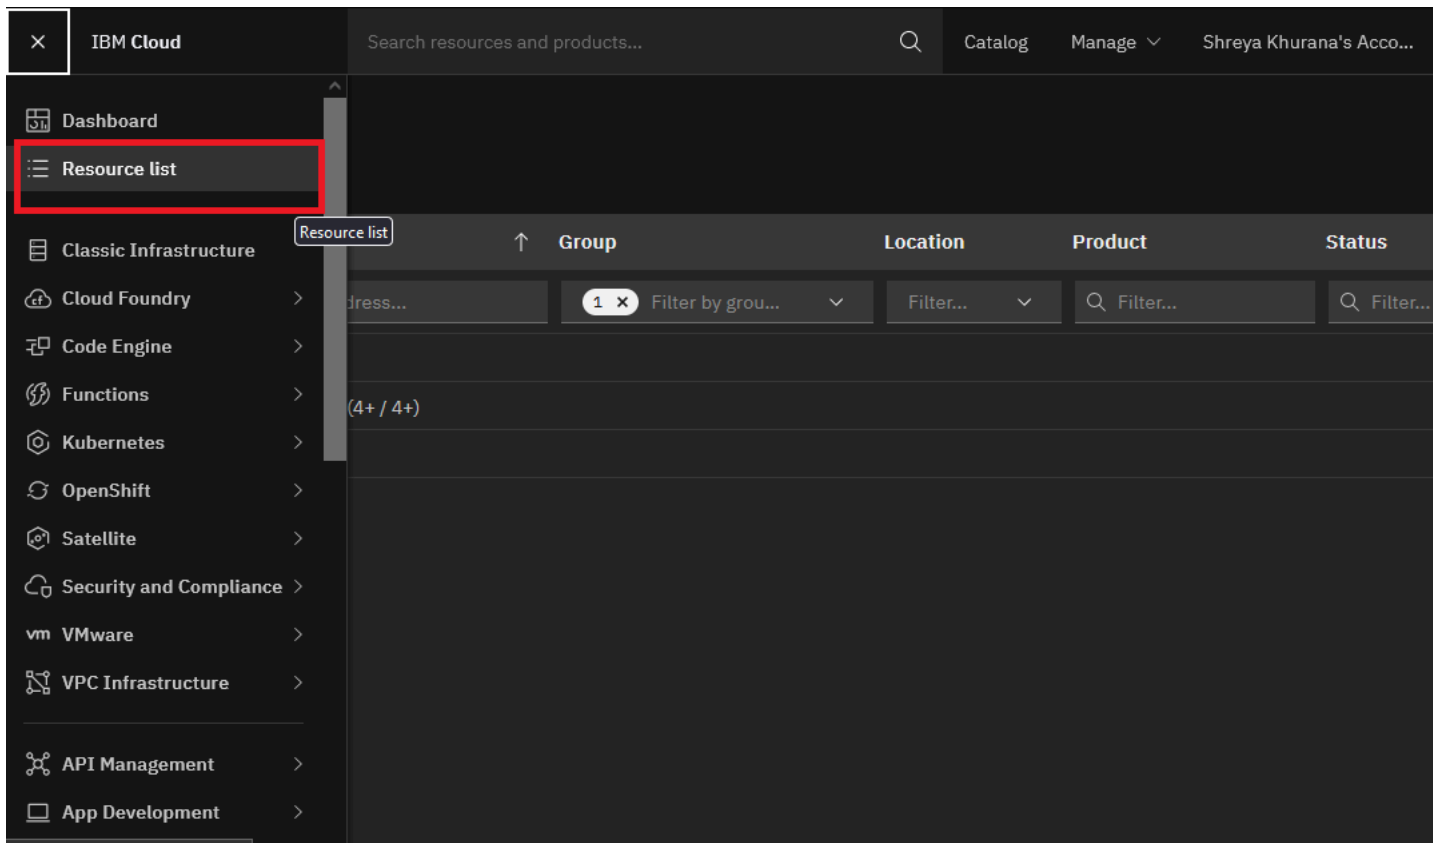 IBM Cloud
Search resources and products...
Catalog
Manage
Shreya Khurana's Acco...
Dashboard
Resource list
Resource list
Classic Infrastructure
Cloud Foundry
Code Engine
Functions
Kubernetes
OpenShift
Satellite
Security and Compliance
vm VMware
VPC Infrastructure
API Management
App Development
Group
Location
Product
Status
dress...
1
Filter by grou...
Filter...
Filter...
Filter...
(4+ / 4+)